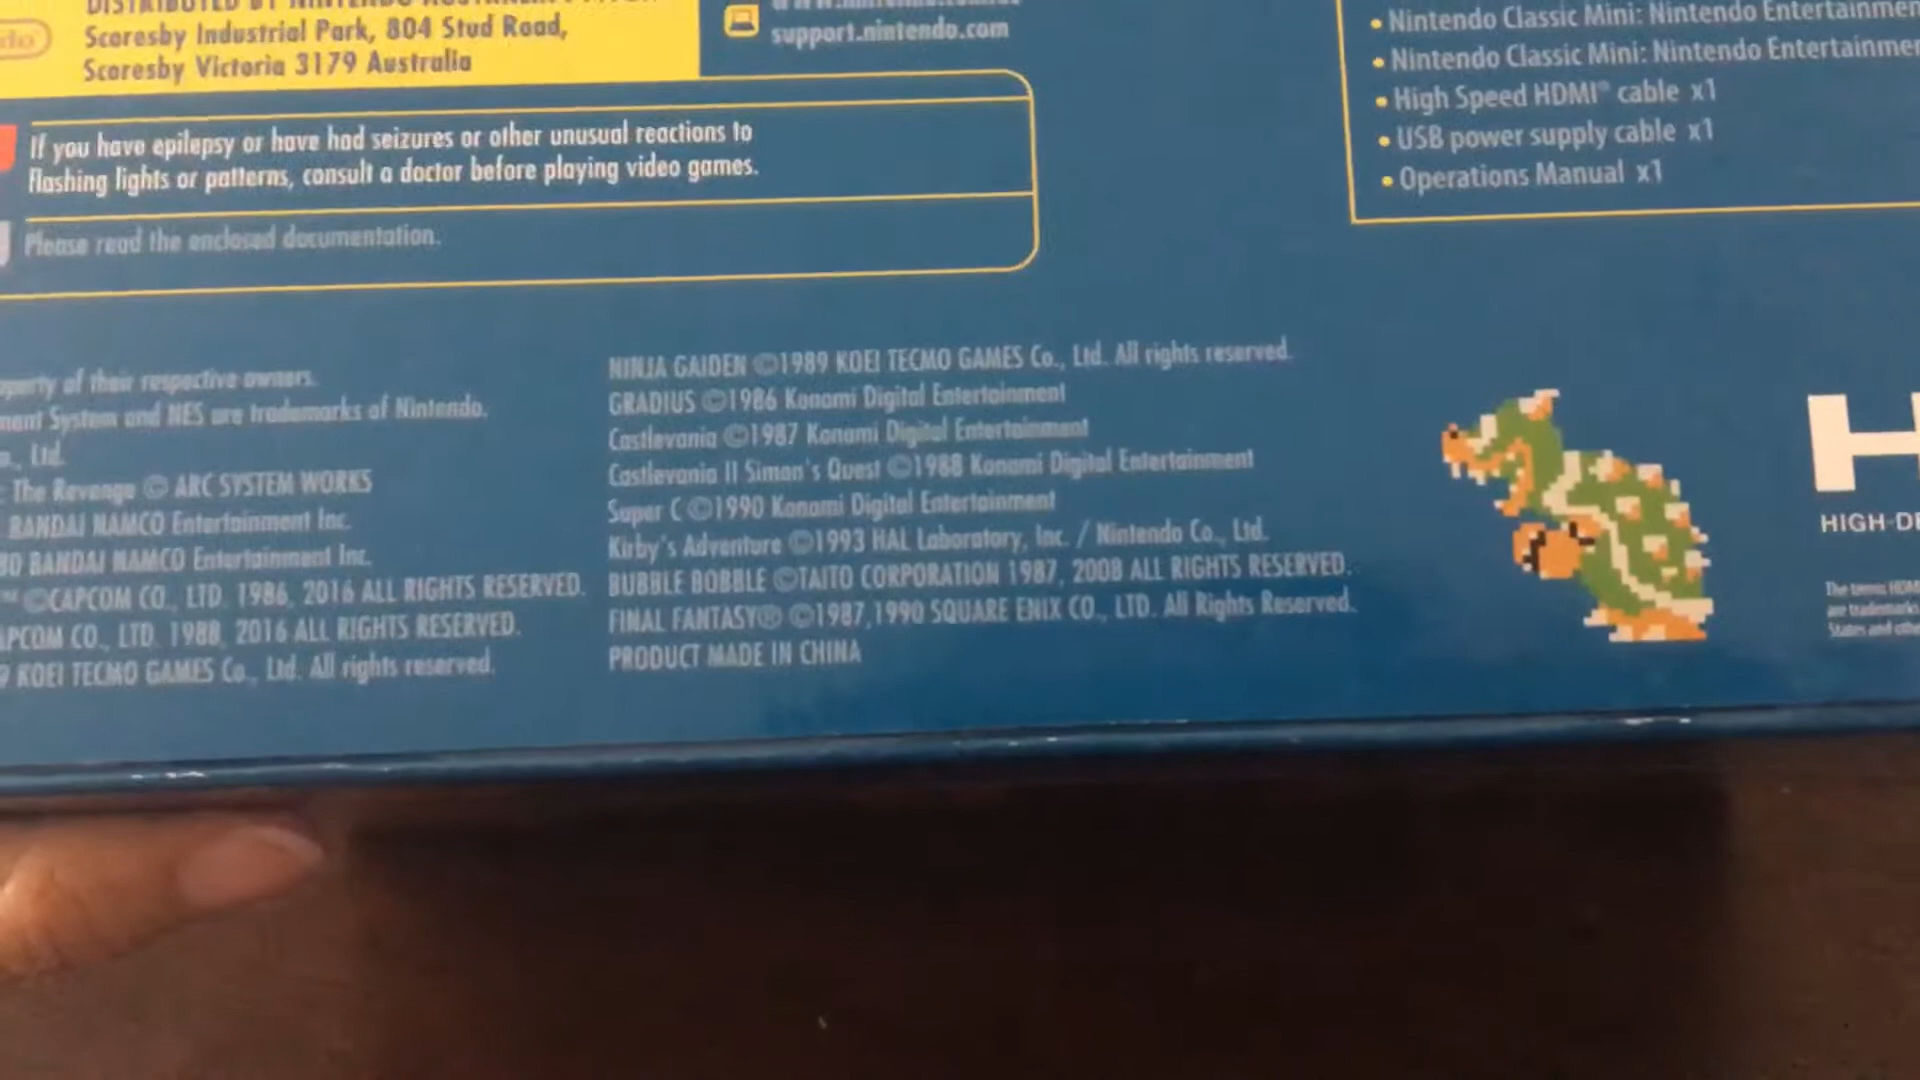 Scoresby Industrial Park, 804 Stud Road,
Scoresby Victoria 3179 Australia
support.nintendo.com
If you have epilepsy or have had seizures or other unusual reactions to
flashing lights or patterns, consult a doctor before playing video games.
Please read the enclosed documentation.
• Nintendo Classic Mini: Nintendo
• Nintendo Classic Mini: Nintendo
• High Speed HDMI® cable x1
• USB power supply cable x1
• Operations Manual x1
of their respective owners.
System and NES are trademarks of Nintendo.
Ltd.
The Revenge © ARC SYSTEM WORKS
BANDAI NAMCO Entertainment Inc.
BANDAI NAMCO Entertainment Inc.
™ ©CAPCOM CO., LTD. 1986, 2016 ALL RIGHTS RESERVED.
CO., LTD. 1988, 2016 ALL RIGHTS RESERVED.
KOEI TECMO GAMES Co., Ltd. All rights reserved.
NINJA GAIDEN ©1989 KOEI TECMO GAMES Co., Ltd. All rights reserved.
GRADIUS ©1986 Konami Digital Entertainment
Castlevania ©1987 Konami Digital Entertainment
Castlevania II Simon's Quest ©1988 Konami Digital Entertainment
Super C ©1990 Konami Digital Entertainment
Kirby's Adventure ©1993 HAL Laboratory, Inc. / Nintendo Co., Ltd.
BUBBLE BOBBLE ©TAITO CORPORATION 1987, 2008 ALL RIGHTS RESERVED.
FINAL FANTASY® ©1987,1990 SQUARE ENIX CO., LTD. All Rights Reserved.
PRODUCT MADE IN CHINA
The terms HDMI
are trademarks
States and